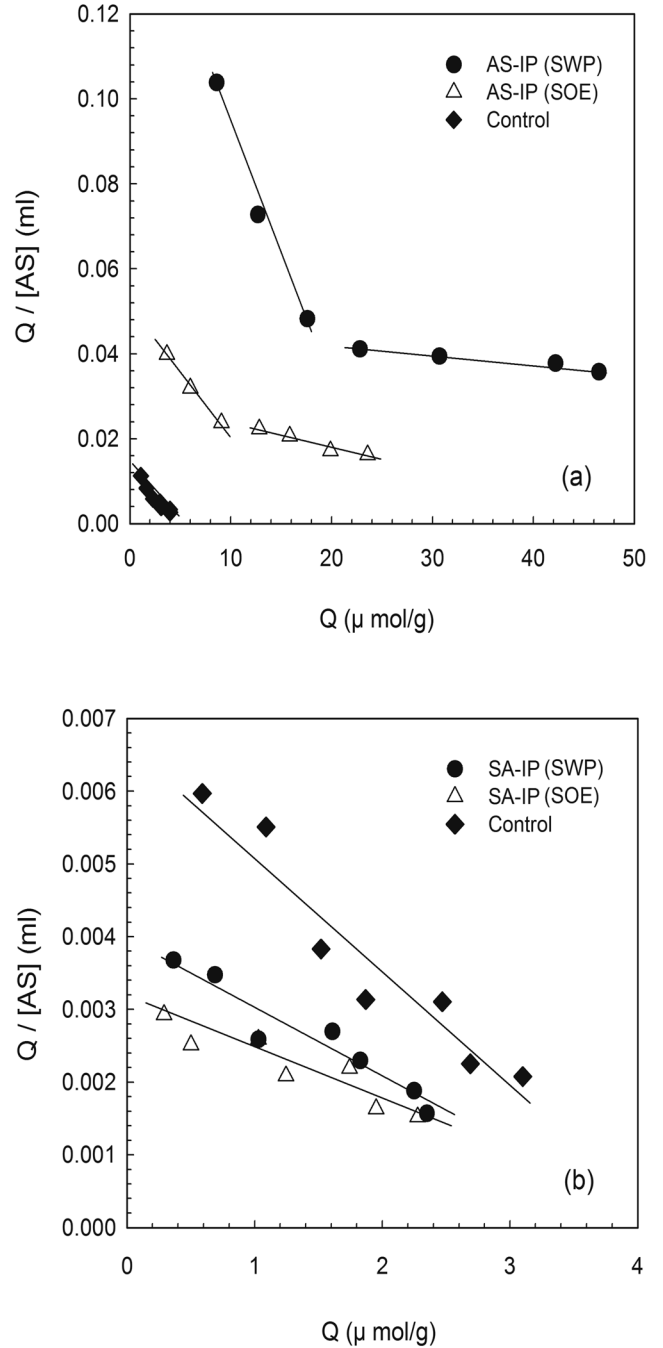 0.12
0.10
0.08
0.06
0.04
0.02
0.00
Q / [AS] (ml)
AS-IP (SWP)
AS-IP (SOE)
Control
(a)
0 10 20 30 40 50
Q (µ mol/g)
0.007
0.006
0.005
0.004
0.003
0.002
0.001
0.000
Q / [AS] (ml)
SA-IP (SWP)
SA-IP (SOE)
Control
(b)
0 1 2 3 4
Q (µ mol/g)